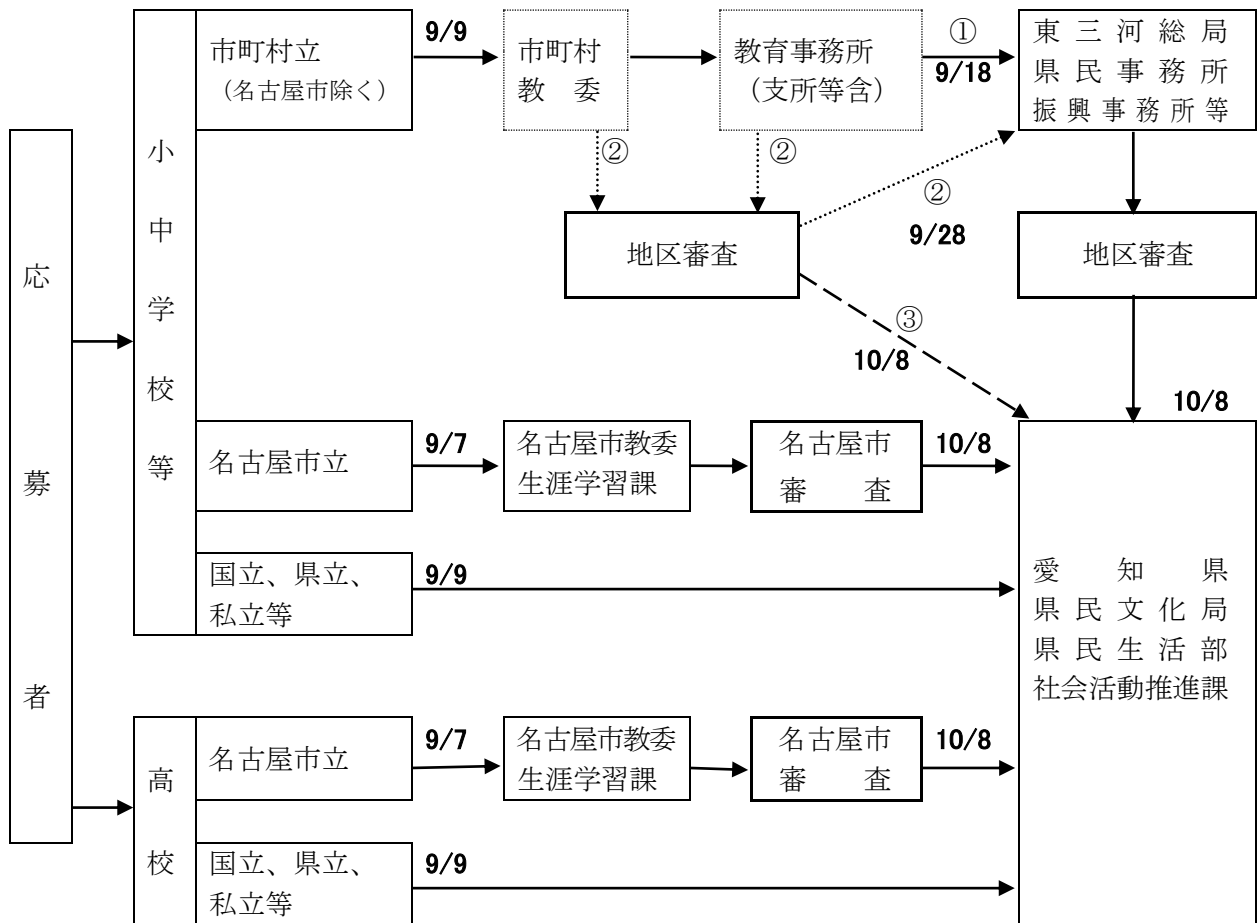 応募者
小中学校等
市町村立
（名古屋市除く）
9/9
市町村
教委
教育事務所
（支所等含）
①
9/18
東三河総局
県民事務所
振興事務所等
②
②
地区審査
②
9/28
地区審査
③
10/8
10/8
名古屋市立
9/7
名古屋市教委
生涯学習課
名古屋市
審査
10/8
国立、県立、
私立等
9/9
愛知県
県民文化局
県民生活部
社会活動推進課
高校
名古屋市立
9/7
名古屋市教委
生涯学習課
名古屋市
審査
10/8
国立、県立、
私立等
9/9